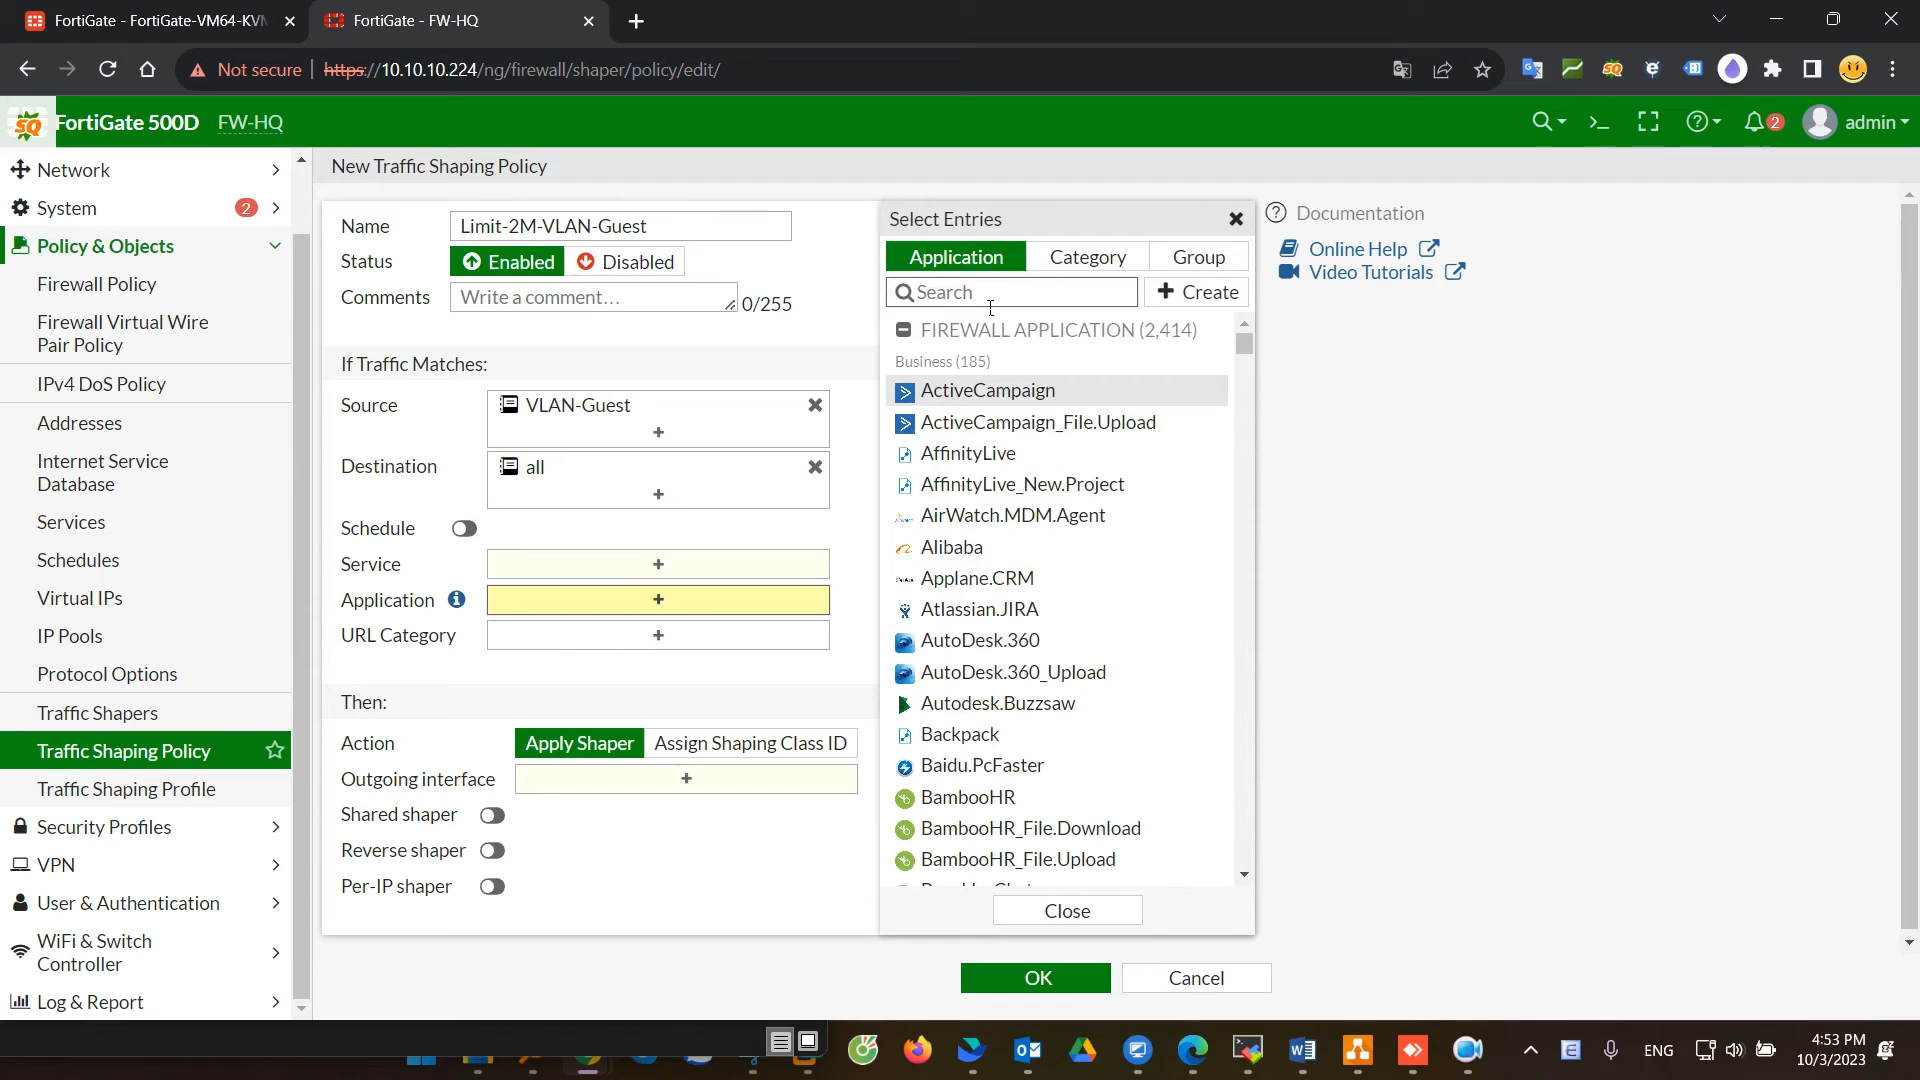 FortiGate - FortiGate-VM64-KVM
FortiGate - FW-HQ
Not secure | https://10.10.10.224/ng/firewall/shaper/policy/edit/
SQ FortiGate 500D FW-HQ
2 admin
Network
System 2
Policy & Objects
Firewall Policy
Firewall Virtual Wire
Pair Policy
IPv4 DoS Policy
Addresses
Internet Service
Database
Services
Schedules
Virtual IPs
IP Pools
Protocol Options
Traffic Shapers
Traffic Shaping Policy
Traffic Shaping Profile
Security Profiles
VPN
User & Authentication
WiFi & Switch
Controller
Log & Report
New Traffic Shaping Policy
Name Limit-2M-VLAN-Guest
Status Enabled Disabled
Comments Write a comment... 0/255
If Traffic Matches:
Source VLAN-Guest
Destination all
Schedule
Service
Application
URL Category
Then:
Action Apply Shaper Assign Shaping Class ID
Outgoing interface
Shared shaper
Reverse shaper
Per-IP shaper
Select Entries
Application Category Group
Search Create
FIREWALL APPLICATION (2,414)
Business (185)
ActiveCampaign
ActiveCampaign_File.Upload
AffinityLive
AffinityLive_New.Project
AirWatch.MDM.Agent
Alibaba
Applane.CRM
Atlassian.JIRA
AutoDesk.360
AutoDesk.360_Upload
Autodesk.Buzzsaw
Backpack
Baidu.PcFaster
BambooHR
BambooHR_File.Download
BambooHR_File.Upload
Close
OK Cancel
Documentation
Online Help
Video Tutorials
ENG
4:53 PM
10/3/2023